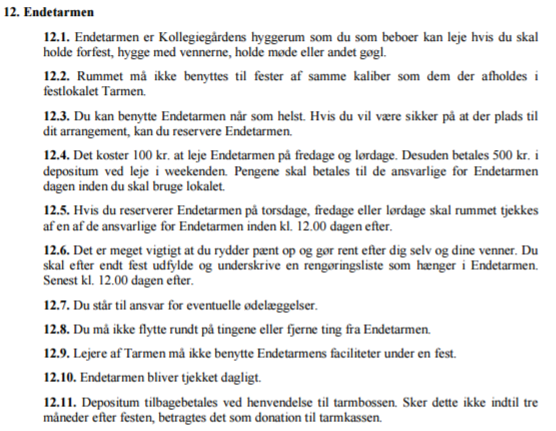 12. Endetarmen
12.1. Endetarmen er Kollegiegårdens hyggerum som du som beboer kan leje hvis du skal
holde forfest, hygge med vennerne, holde møde eller andet gøgl.
12.2. Rummet må ikke benyttes til fester af samme kaliber som dem der afholdes i
festlokalet Tarmen.
12.3. Du kan benytte Endetarmen når som helst. Hvis du vil være sikker på at der plads til
dit arrangement, kan du reservere Endetarmen.
12.4. Det koster 100 kr. at leje Endetarmen på fredage og lørdage. Desuden betales 500 kr. i
depositum ved leje i weekenden. Pengene skal betales til de ansvarlige for Endetarmen
dagen inden du skal bruge lokalet.
12.5. Hvis du reserverer Endetarmen på torsdage, fredage eller lørdage skal rummet tjekkes
af en af de ansvarlige for Endetarmen inden kl. 12.00 dagen efter.
12.6. Det er meget vigtigt at du rydder pænt op og gør rent efter dig selv og dine venner. Du
skal efter endt fest udfylde og underskrive en rengøringsliste som hænger i Endetarmen.
Senest kl. 12.00 dagen efter.
12.7. Du står til ansvar for eventuelle ødelæggelser.
12.8. Du må ikke flytte rundt på tingene eller fjerne ting fra Endetarmen.
12.9. Lejere af Tarmen må ikke benytte Endetarmens faciliteter under en fest.
12.10. Endetarmen bliver tjekket dagligt.
12.11. Depositum tilbagebetales ved henvendelse til tarmbossen. Sker dette ikke indtil tre
måneder efter festen, betragtes det som donation til tarmkassen.